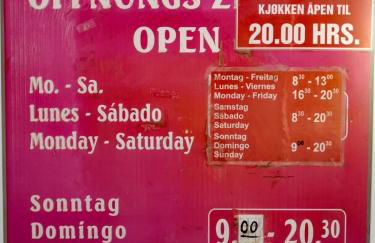 ÖFFNUNGS
OPEN
KJØKKEN ÅPEN TIL
20.00 HRS.
Mo. - Sa.
Lunes - Sábado
Monday - Saturday
Montag - Freitag
Lunes - Viernes
Monday - Friday
8³⁰ - 13⁰⁰
16³⁰ - 20³⁰
Samstag
Sábado
Saturday
8³⁰ - 20³⁰
Sonntag
Domingo
Sunday
9⁰⁰ - 20³⁰
Sonntag
Domingo
9.00 - 20 30